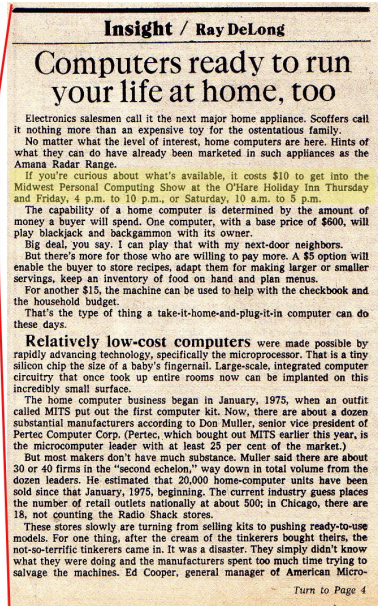 Insight / Ray DeLong
Computers ready to run
your life at home, too
Electronics salesmen call it the next major home appliance. Scoffers call
it nothing more than an expensive toy for the ostentatious family.
No matter what the level of interest, home computers are here. Hints of
what they can do have already been marketed in such appliances as the
Amana Radar Range.
If you're curious about what's available, it costs $10 to get into the
Midwest Personal Computing Show at the O'Hare Holiday Inn Thursday
and Friday, 4 p.m. to 10 p.m., or Saturday, 10 a.m. to 5 p.m.
The capability of a home computer is determined by the amount of
money a buyer will spend. One computer, with a base price of $600, will
play blackjack and backgammon with its owner.
Big deal, you say. I can play that with my next-door neighbors.
But there's more for those who are willing to pay more. A $5 option will
enable the buyer to store recipes, adapt them for making larger or smaller
servings, keep an inventory of food on hand and plan menus.
For another $15, the machine can be used to help with the checkbook and
the household budget.
That's the type of thing a take-it-home-and-plug-it-in computer can do
these days.
Relatively low-cost computers were made possible by
rapidly advancing technology, specifically the microprocessor. That is a tiny
silicon chip the size of a baby's fingernail. Large-scale, integrated computer
circuitry that once took up entire rooms now can be implanted on this
incredibly small surface.
The home computer business began in January, 1975, when an outfit
called MITS put out the first computer kit. Now, there are about a dozen
substantial manufacturers according to Don Muller, senior vice president of
Pertec Computer Corp. (Pertec, which bought out MITS earlier this year, is
the microcomputer leader with at least 25 per cent of the market.)
But most makers don't have much substance. Muller said there are about
30 or 40 firms in the "second echelon," way down in total volume from the
dozen leaders. He estimated that 20,000 home-computer units have been
sold since that January, 1975, beginning. The current industry guess places
the number of retail outlets nationally at about 500; in Chicago, there are
18, not counting the Radio Shack stores.
These stores slowly are turning from selling kits to pushing ready-to-use
models. For one thing, after the cream of the tinkerers bought theirs, the
not-so-terrific tinkerers came in. It was a disaster. They simply didn't know
what they were doing and the manufacturers spent too much time trying to
salvage the machines. Ed Cooper, general manager of American Micro-
Turn to Page 4